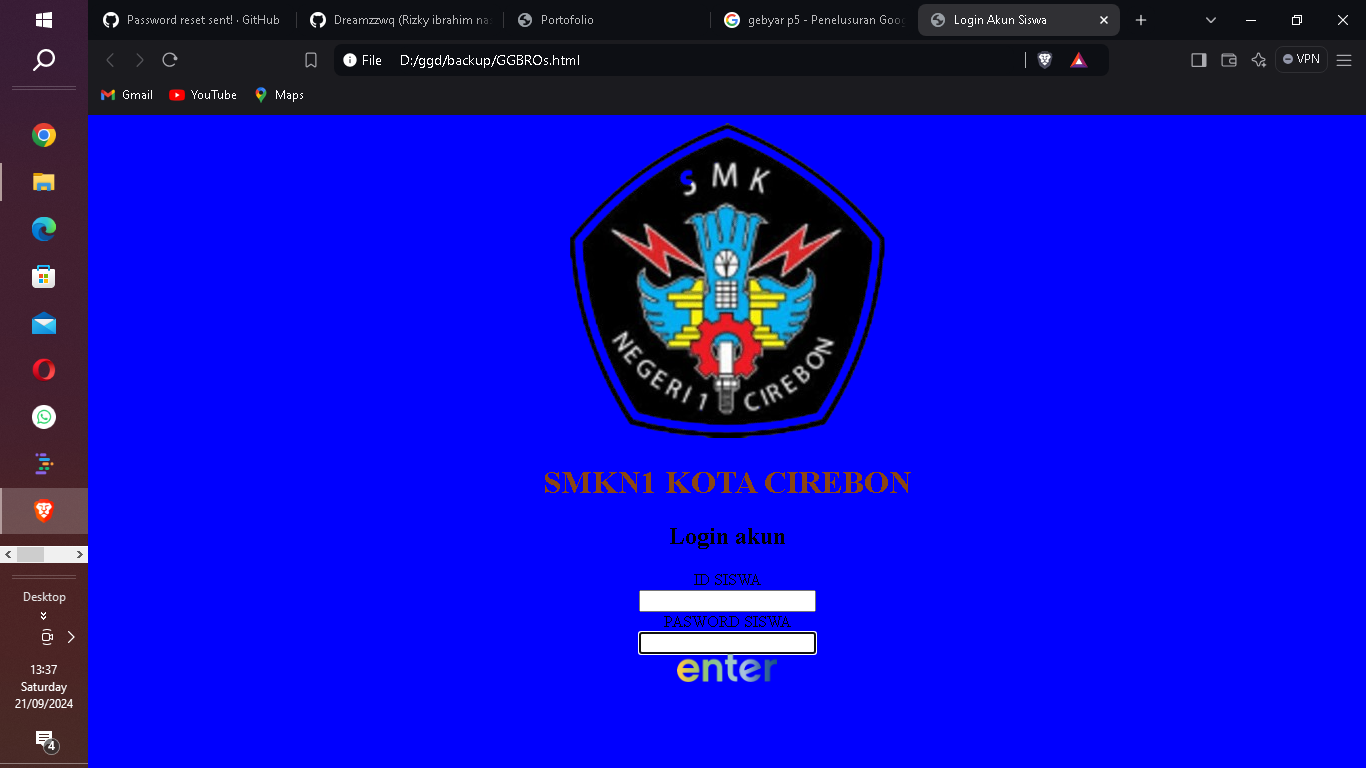 Password reset sent! · GitHub
Dreamzzwq (Rizky ibrahim nas
Portofolio
gebyar p5 - Penelusuran Goog
Login Akun Siswa
File
D:/ggd/backup/GGBROs.html
VPN
Gmail
YouTube
Maps
SMK
NEGERI 1 CIREBON
SMKN1 KOTA CIREBON
Login akun
ID SISWA
PASWORD SISWA
enter
Desktop
13:37
Saturday
21/09/2024
4